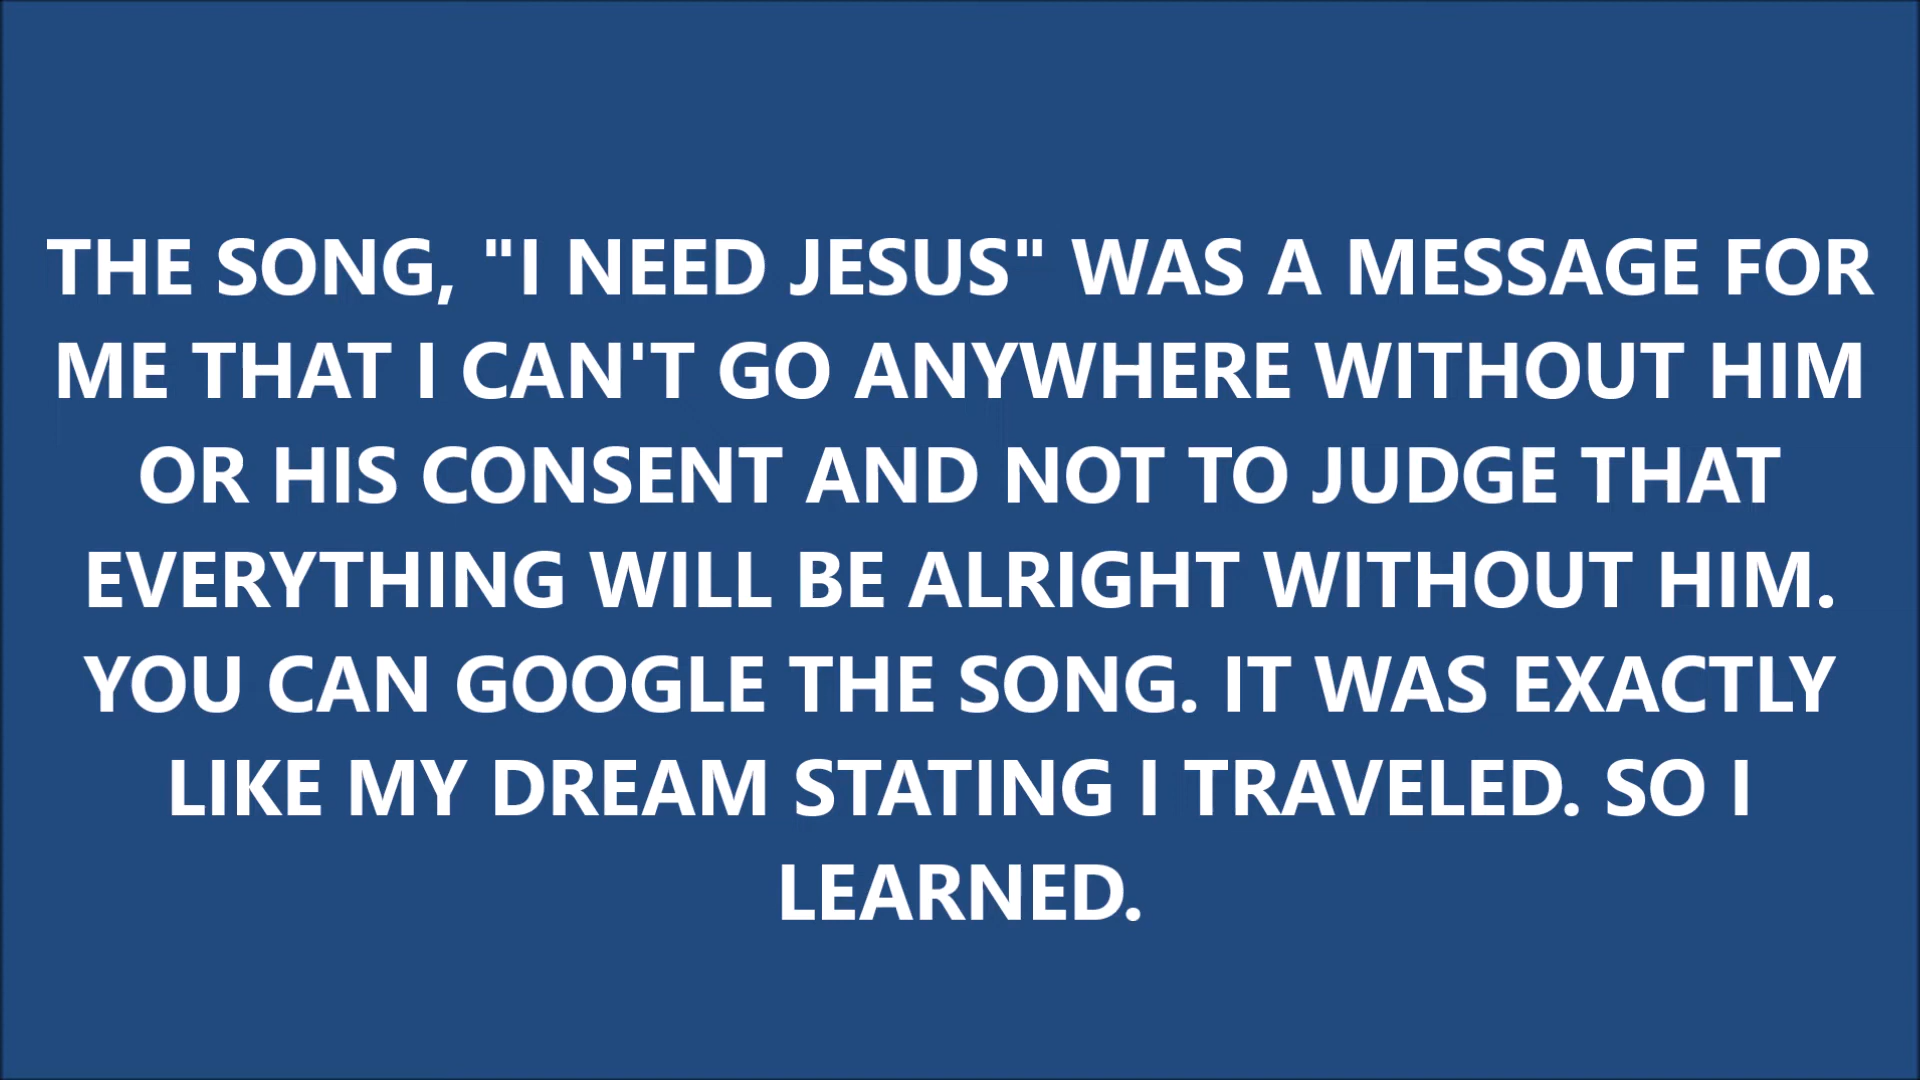 THE SONG, "I NEED JESUS" WAS A MESSAGE FOR
ME THAT I CAN'T GO ANYWHERE WITHOUT HIM
OR HIS CONSENT AND NOT TO JUDGE THAT
EVERYTHING WILL BE ALRIGHT WITHOUT HIM.
YOU CAN GOOGLE THE SONG. IT WAS EXACTLY
LIKE MY DREAM STATING I TRAVELED. SO I
LEARNED.